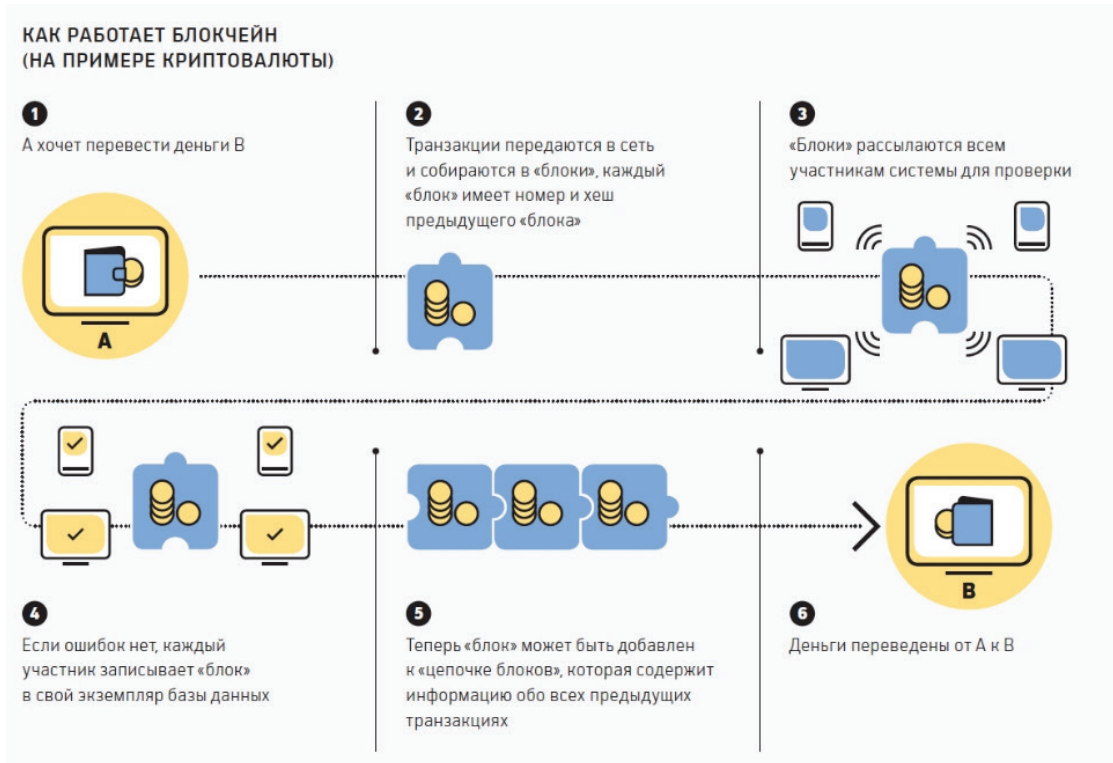 КАК РАБОТАЕТ БЛОКЧЕЙН
(НА ПРИМЕРЕ КРИПТОВАЛЮТЫ)
1
А хочет перевести деньги В
2
Транзакции передаются в сеть
и собираются в «блоки», каждый
«блок» имеет номер и хеш
предыдущего «блока»
3
«Блоки» рассылаются всем
участникам системы для проверки
A
4
Если ошибок нет, каждый
участник записывает «блок»
в свой экземпляр базы данных
5
Теперь «блок» может быть добавлен
к «цепочке блоков», которая содержит
информацию обо всех предыдущих
транзакциях
B
6
Деньги переведены от А к В